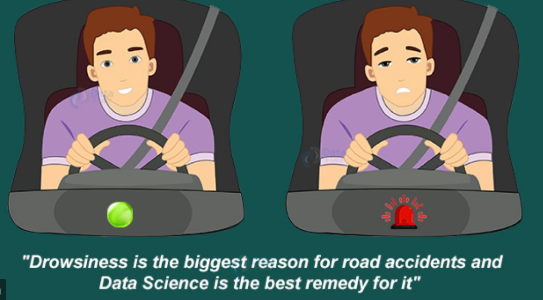 "Drowsiness is the biggest reason for road accidents and
Data Science is the best remedy for it"